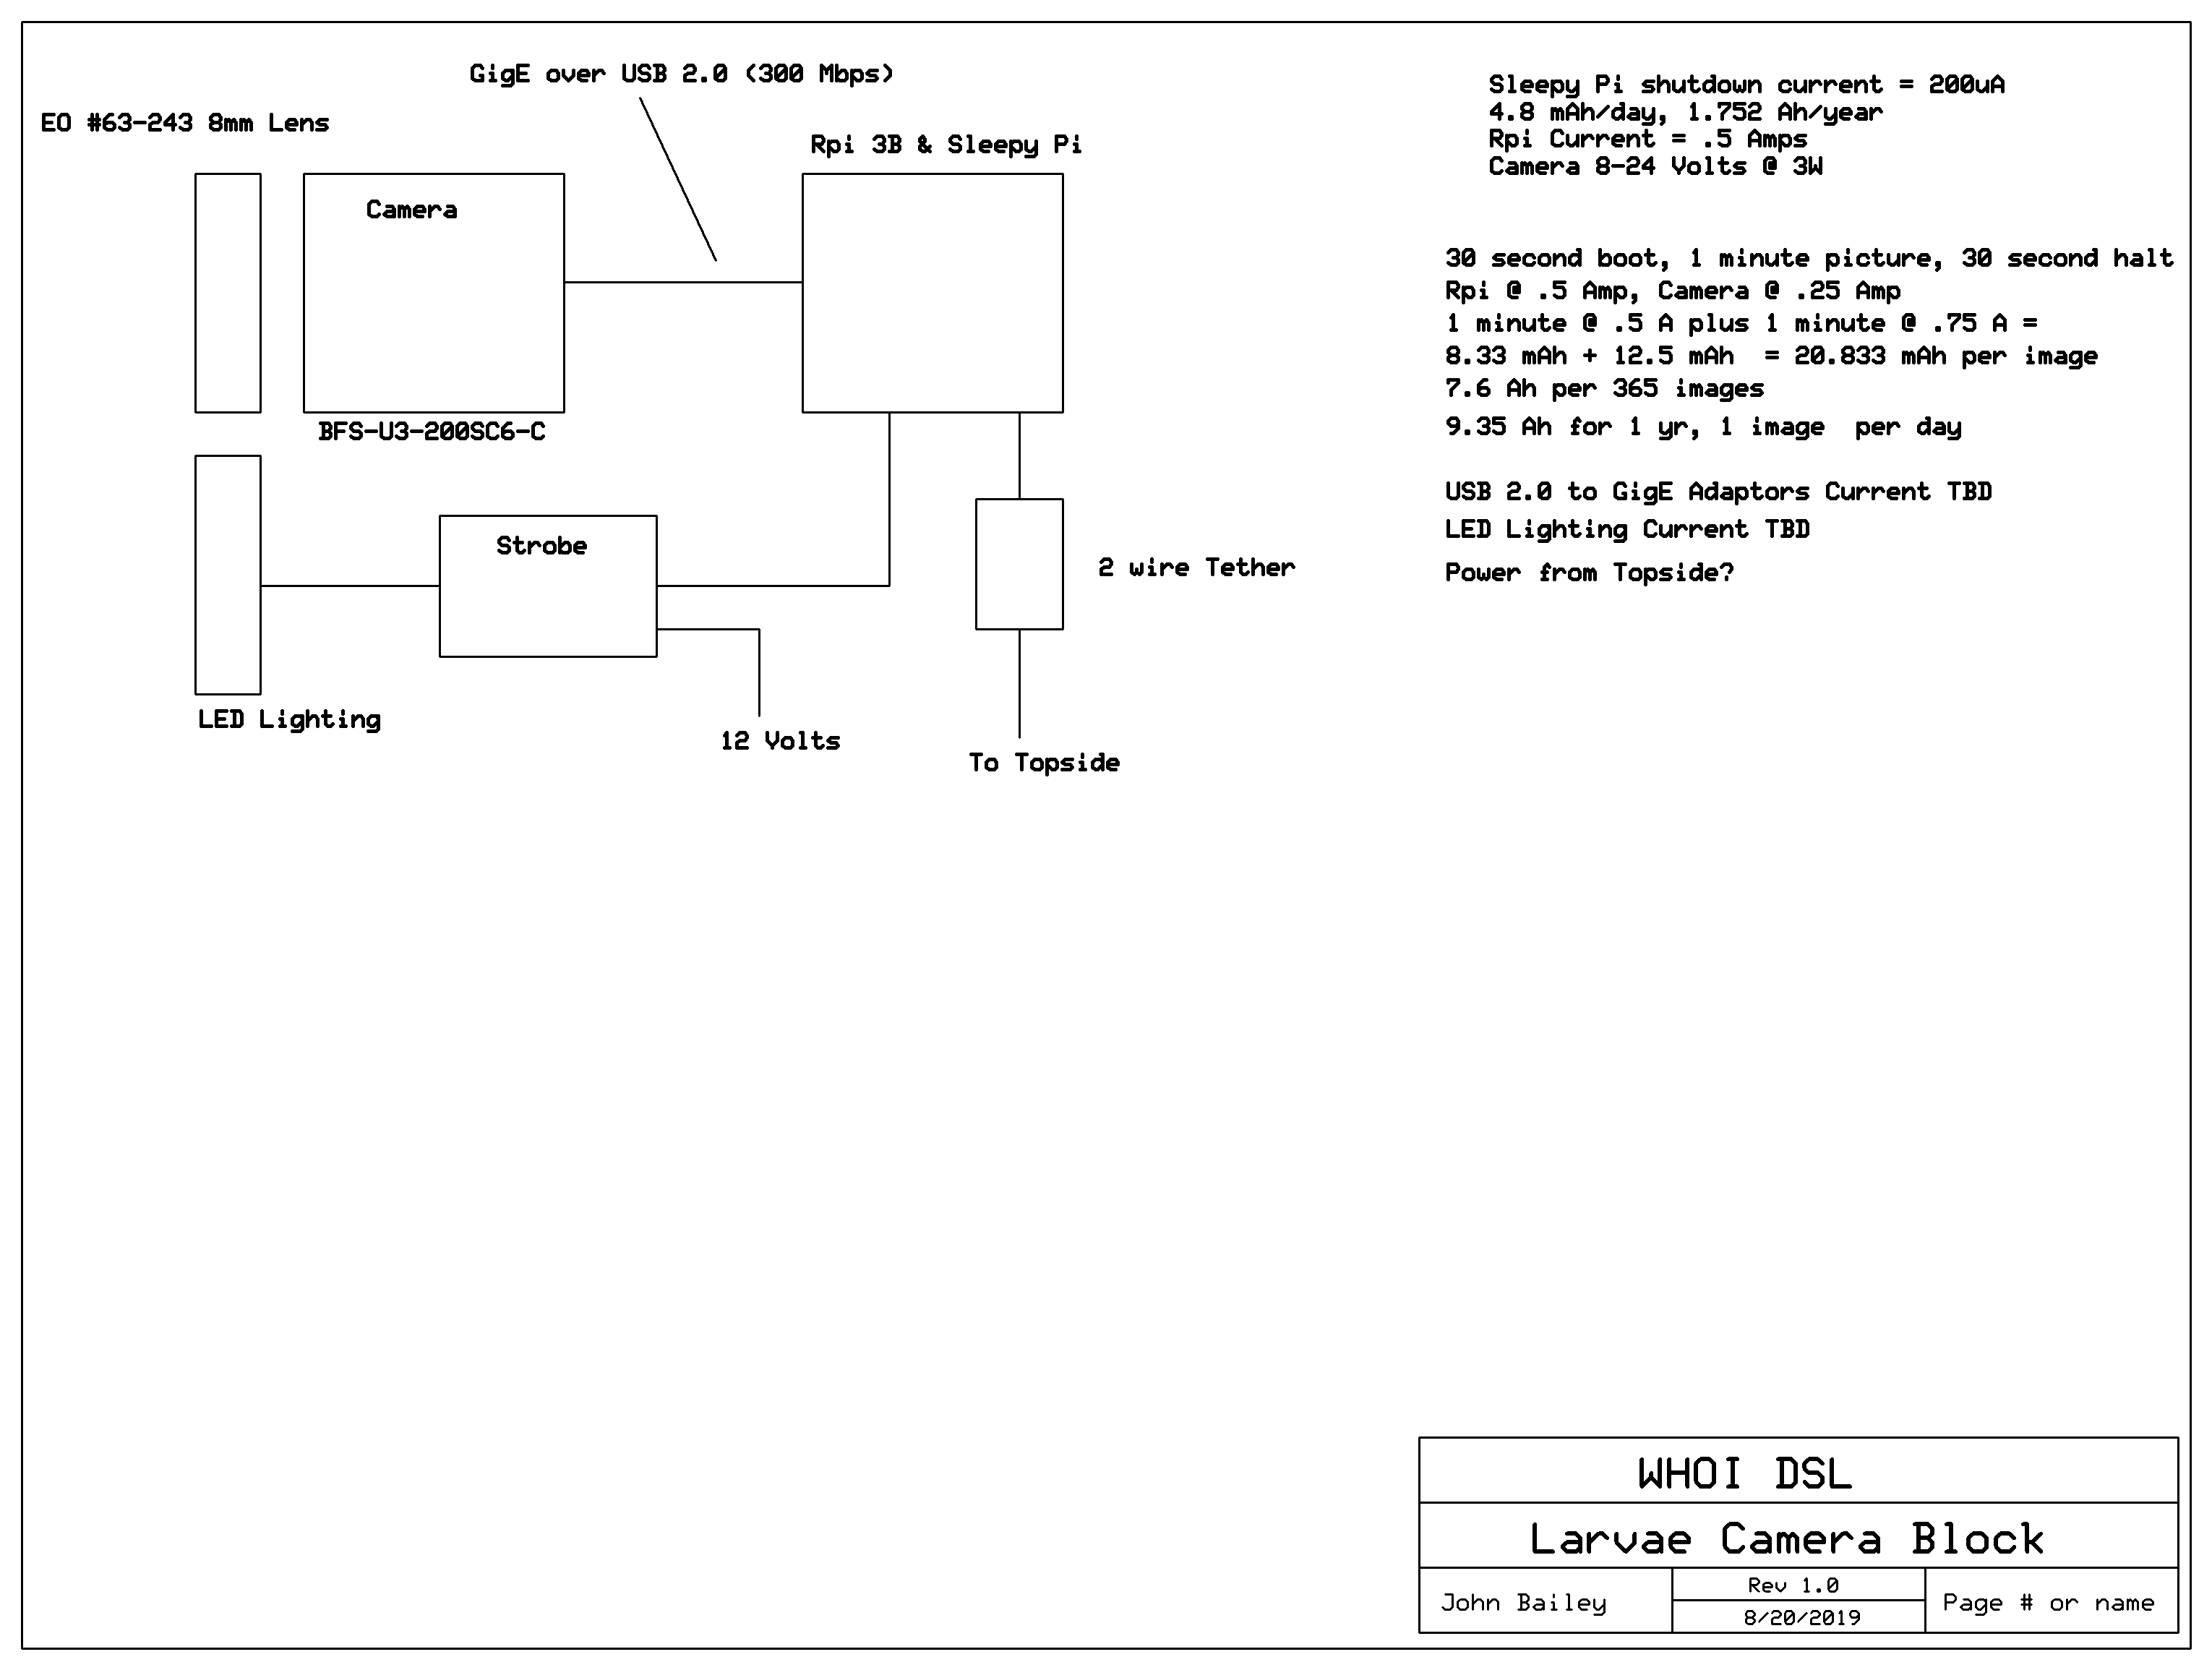 GigE over USB 2.0 (300 Mbps)
EO #63-243 8mm Lens
Rpi 3B & Sleepy Pi
Camera
BFS-U3-200SC6-C
Strobe
2 wire Tether
LED Lighting
12 Volts
To Topside
Sleepy Pi shutdown current = 200uA
4.8 mAh/day, 1.752 Ah/year
Rpi Current = .5 Amps
Camera 8-24 Volts @ 3W
30 second boot, 1 minute picture, 30 second halt
Rpi @ .5 Amp, Camera @ .25 Amp
1 minute @ .5 A plus 1 minute @ .75 A =
8.33 mAh + 12.5 mAh  = 20.833 mAh per image
7.6 Ah per 365 images
9.35 Ah for 1 yr, 1 image  per day
USB 2.0 to GigE Adaptors Current TBD
LED Lighting Current TBD
Power from Topside?
WHOI DSL
Larvae Camera Block
John Bailey
Rev 1.0
8/20/2019
Page # or name